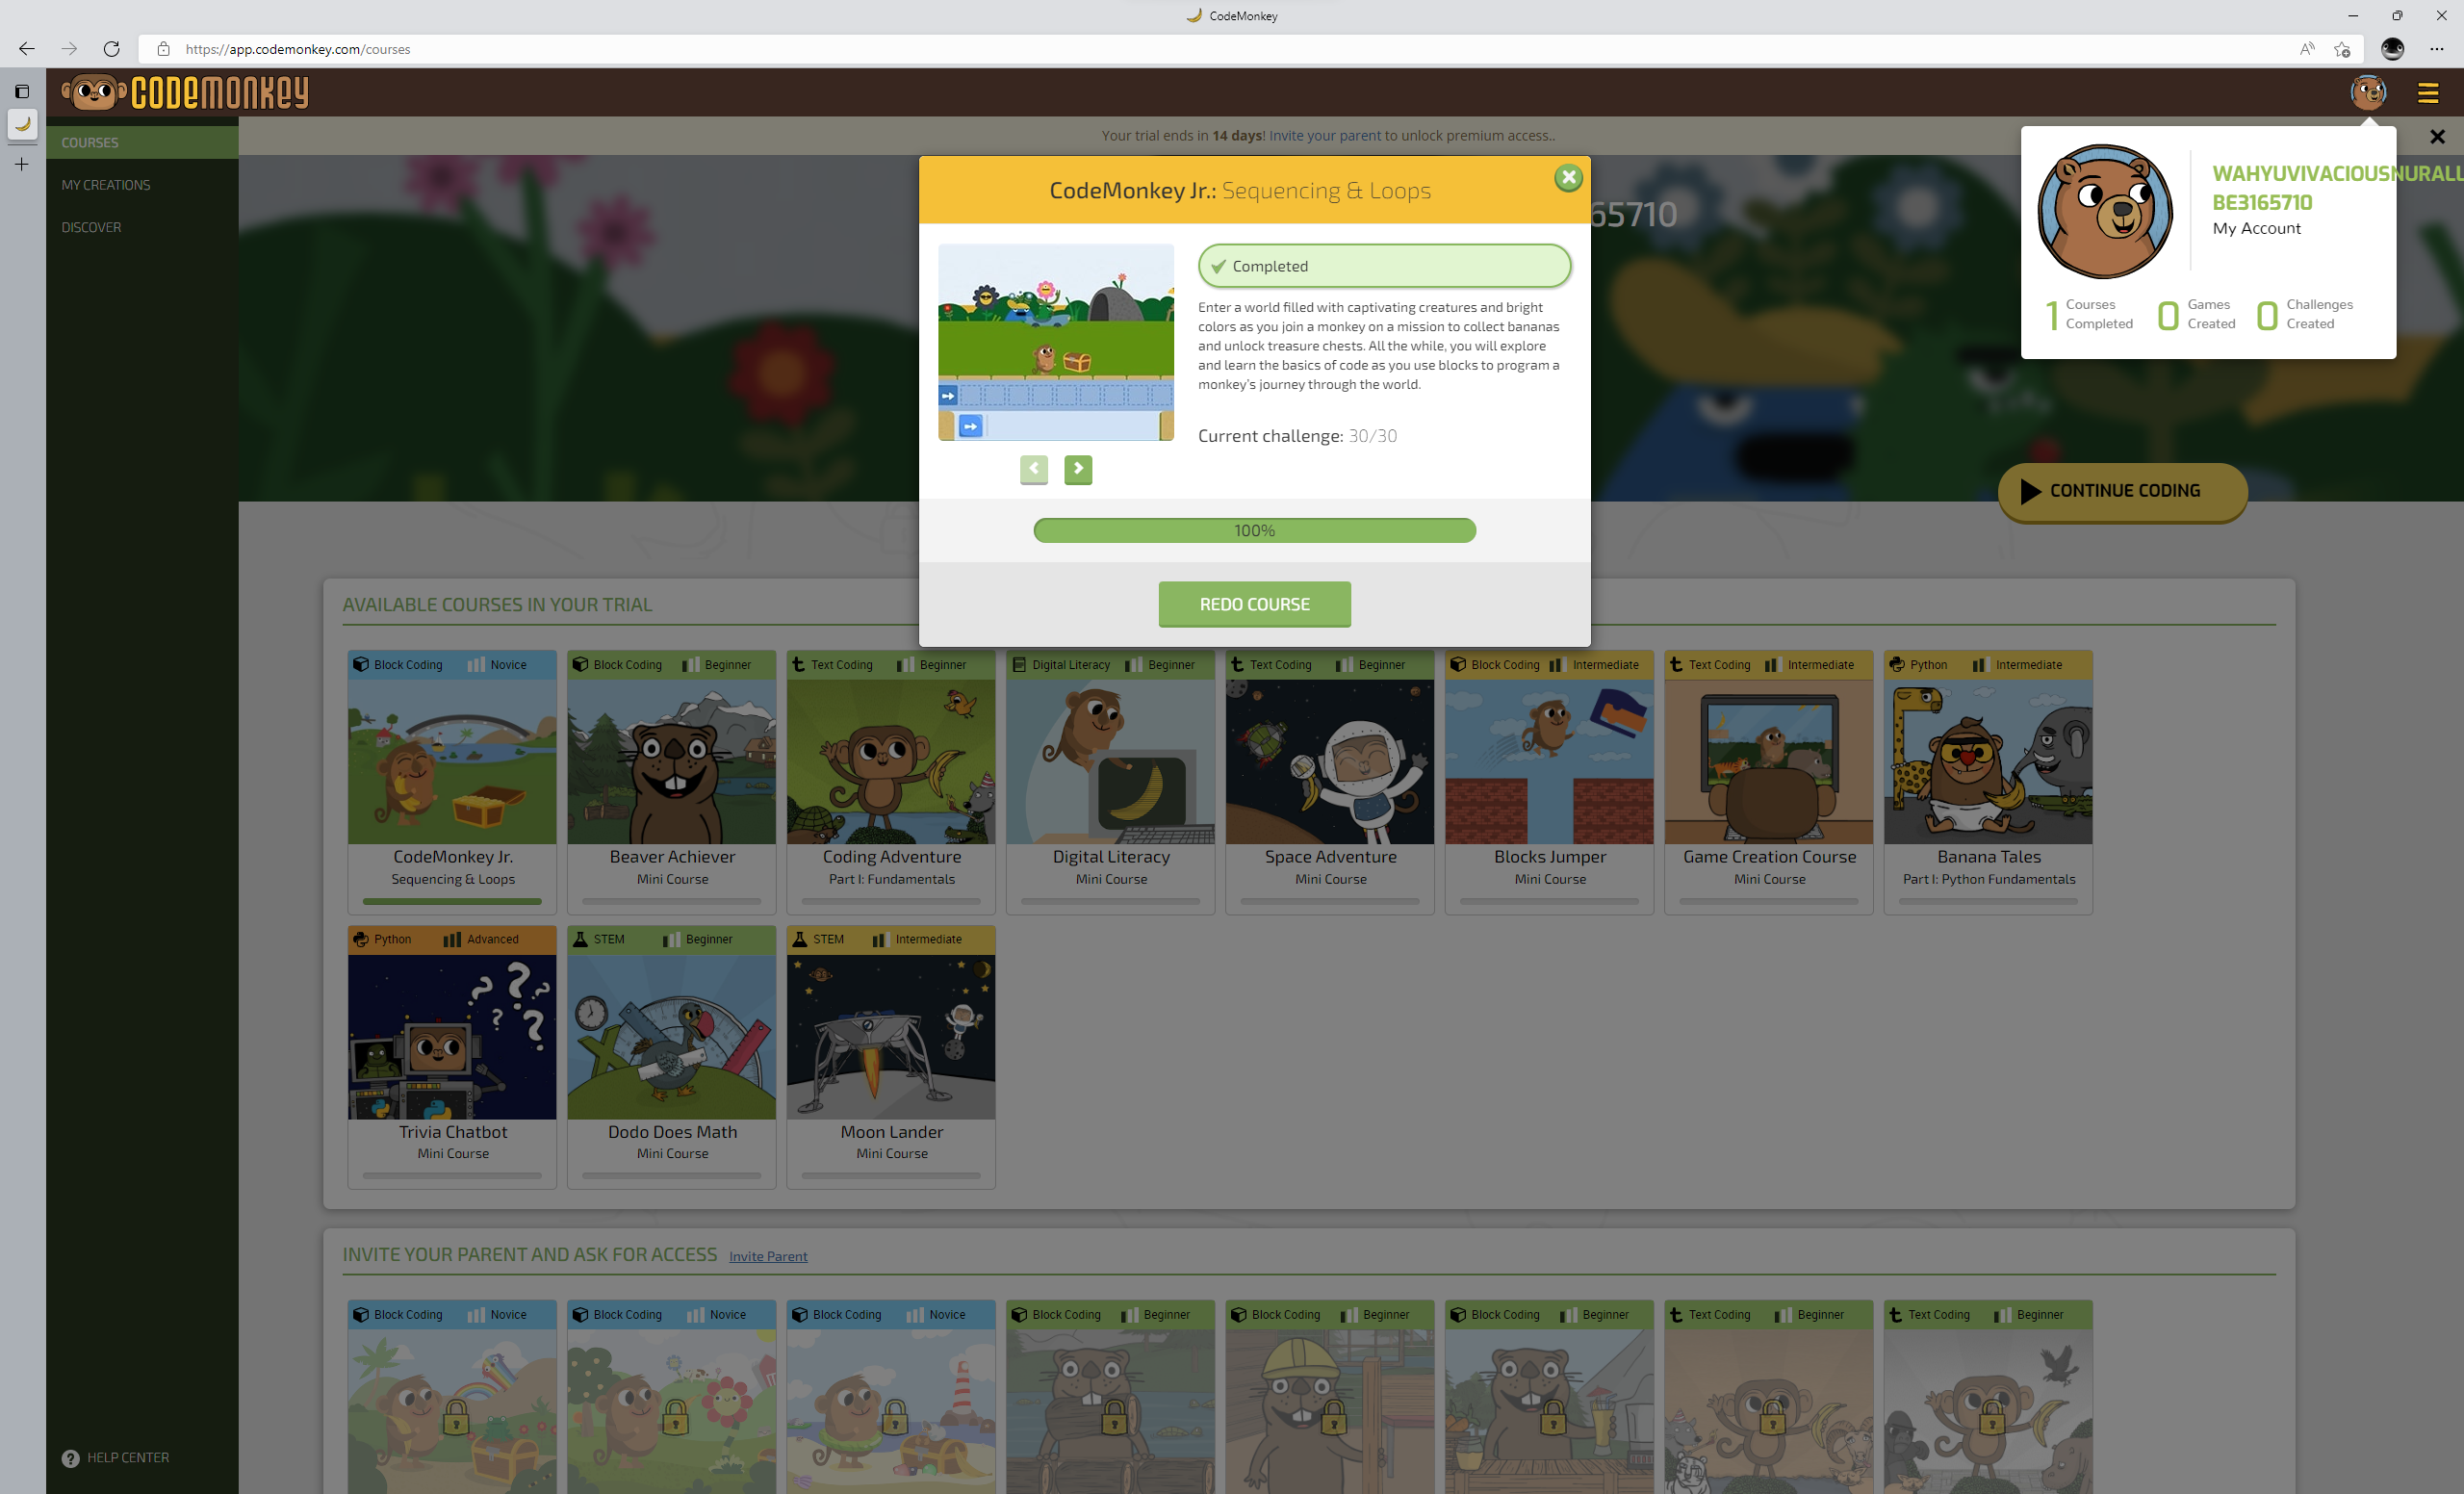 CodeMonkey
https://app.codemonkey.com/courses
CODEMONKEY
COURSES
MY CREATIONS
DISCOVER
HELP CENTER
Your trial ends in 14 days! Invite your parent to unlock premium access..
65710
WAHYUVIVACIOUSNURALL
BE3165710
My Account
1 Courses Completed
0 Games Created
0 Challenges Created
CodeMonkey Jr.: Sequencing & Loops
Completed
Enter a world filled with captivating creatures and bright
colors as you join a monkey on a mission to collect bananas
and unlock treasure chests. All the while, you will explore
and learn the basics of code as you use blocks to program a
monkey's journey through the world.
Current challenge: 30/30
100%
REDO COURSE
CONTINUE CODING
AVAILABLE COURSES IN YOUR TRIAL
Block Coding Novice
CodeMonkey Jr.
Sequencing & Loops
Block Coding Beginner
Beaver Achiever
Mini Course
Text Coding Beginner
Coding Adventure
Part I: Fundamentals
Digital Literacy Beginner
Digital Literacy
Mini Course
Text Coding Beginner
Space Adventure
Mini Course
Block Coding Intermediate
Blocks Jumper
Mini Course
Text Coding Intermediate
Game Creation Course
Mini Course
Python Intermediate
Banana Tales
Part I: Python Fundamentals
Python Advanced
Trivia Chatbot
Mini Course
STEM Beginner
Dodo Does Math
Mini Course
STEM Intermediate
Moon Lander
Mini Course
INVITE YOUR PARENT AND ASK FOR ACCESS Invite Parent
Block Coding Novice
Block Coding Novice
Block Coding Novice
Block Coding Beginner
Block Coding Beginner
Block Coding Beginner
Text Coding Beginner
Text Coding Beginner